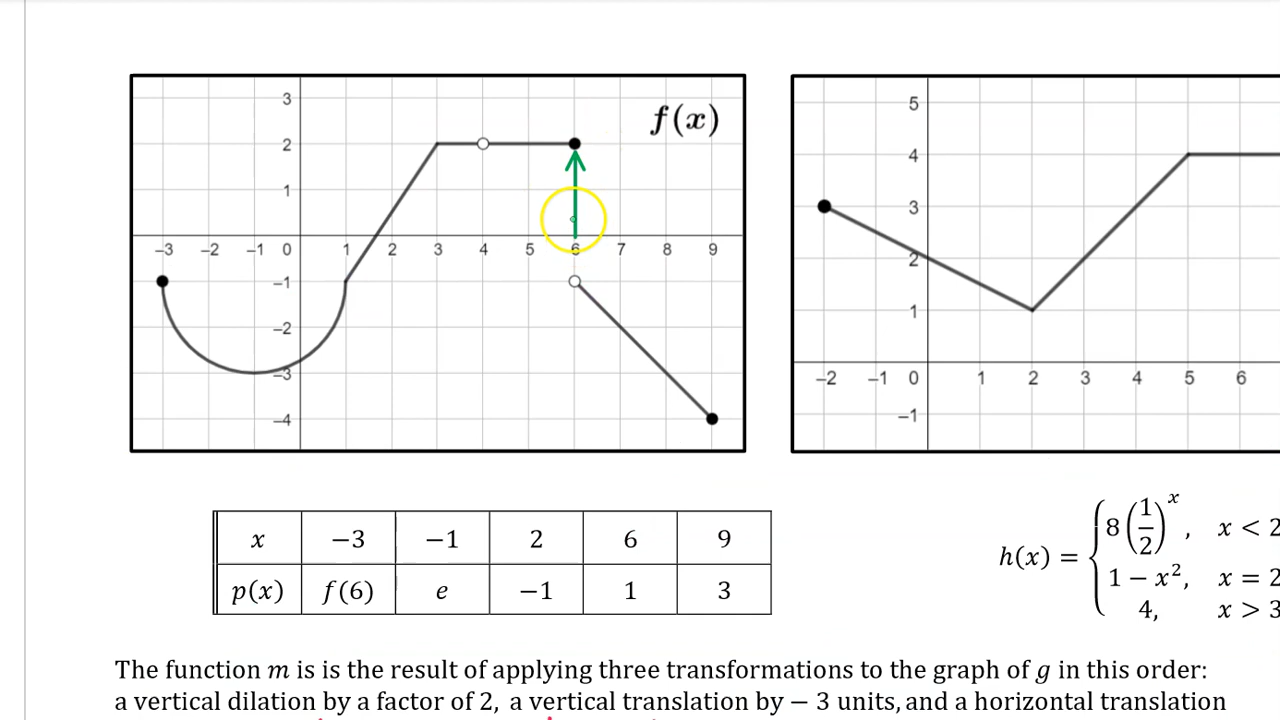 f(x)
3
2
1
−3 −2 −1 0 1 2 3 4 5 6 7 8 9
−1
−2
−3
−4
5
4
3
2
1
−2 −1 0 1 2 3 4 5 6
−1
x −3 −1 2 6 9
p(x) f(6) e −1 1 3
h(x) = { 8(1/2)^x, x < 2
1 − x², x = 2
4, x > 3
The function m is is the result of applying three transformations to the graph of g in this order:
a vertical dilation by a factor of 2, a vertical translation by − 3 units, and a horizontal translation